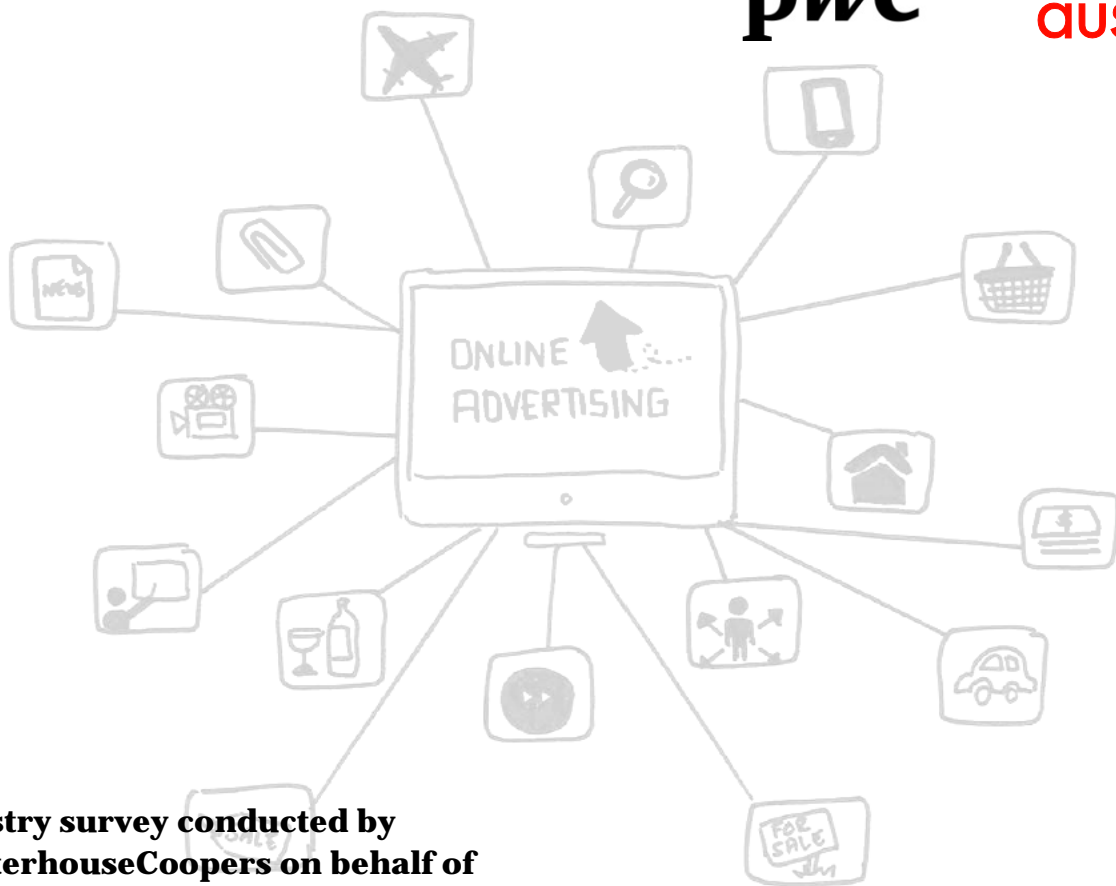 pwc
aus
NEWS
ONLINE
ADVERTISING
$
FOR
SALE
stry survey conducted by
terhouseCoopers on behalf of